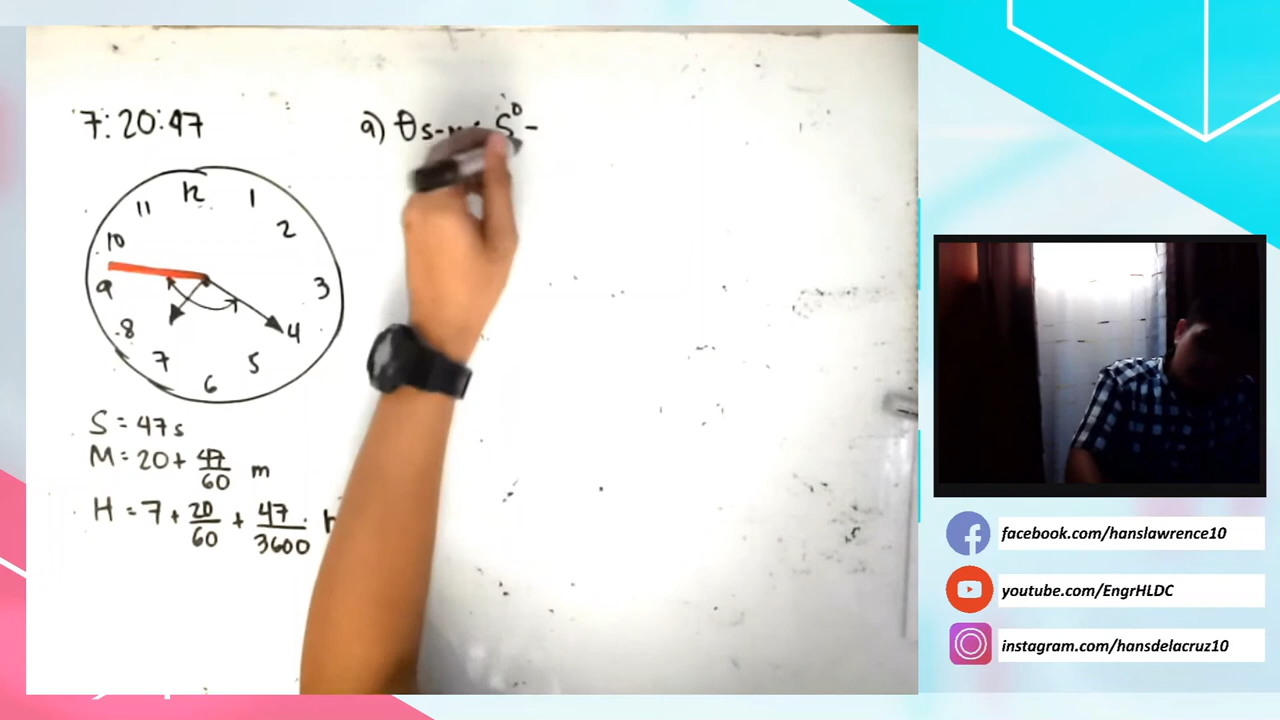 7:20:47
a) θs-m= S° -
12
11
1
10
2
9
3
8
4
7
5
6
S = 47s
M = 20 + 47/60 m
H = 7 + 20/60 + 47/3600 h
facebook.com/hanslawrence10
youtube.com/EngrHLDC
instagram.com/hansdelacruz10